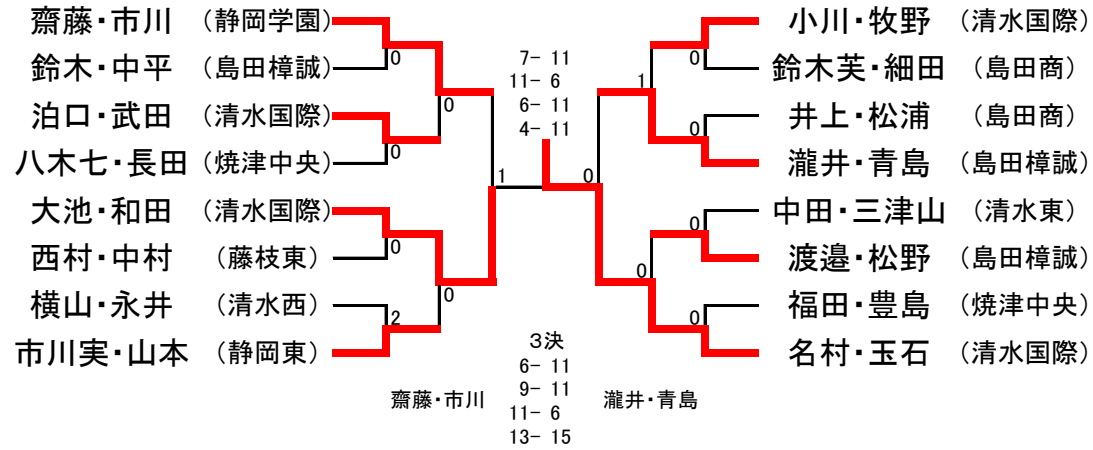 齋藤・市川 (静岡学園)
0
鈴木・中平 (島田樟誠)
0
泊口・武田 (清水国際)
0
八木七・長田 (焼津中央)
1
大池・和田 (清水国際)
0
西村・中村 (藤枝東)
0
横山・永井 (清水西)
2
市川実・山本 (静岡東)
7- 11
11- 6
6- 11
4- 11
小川・牧野 (清水国際)
0
鈴木芙・細田 (島田商)
1
井上・松浦 (島田商)
0
瀧井・青島 (島田樟誠)
0
中田・三津山 (清水東)
0
渡邉・松野 (島田樟誠)
0
福田・豊島 (焼津中央)
0
名村・玉石 (清水国際)
3決
6- 11
9- 11
11- 6
13- 15
齋藤・市川
瀧井・青島